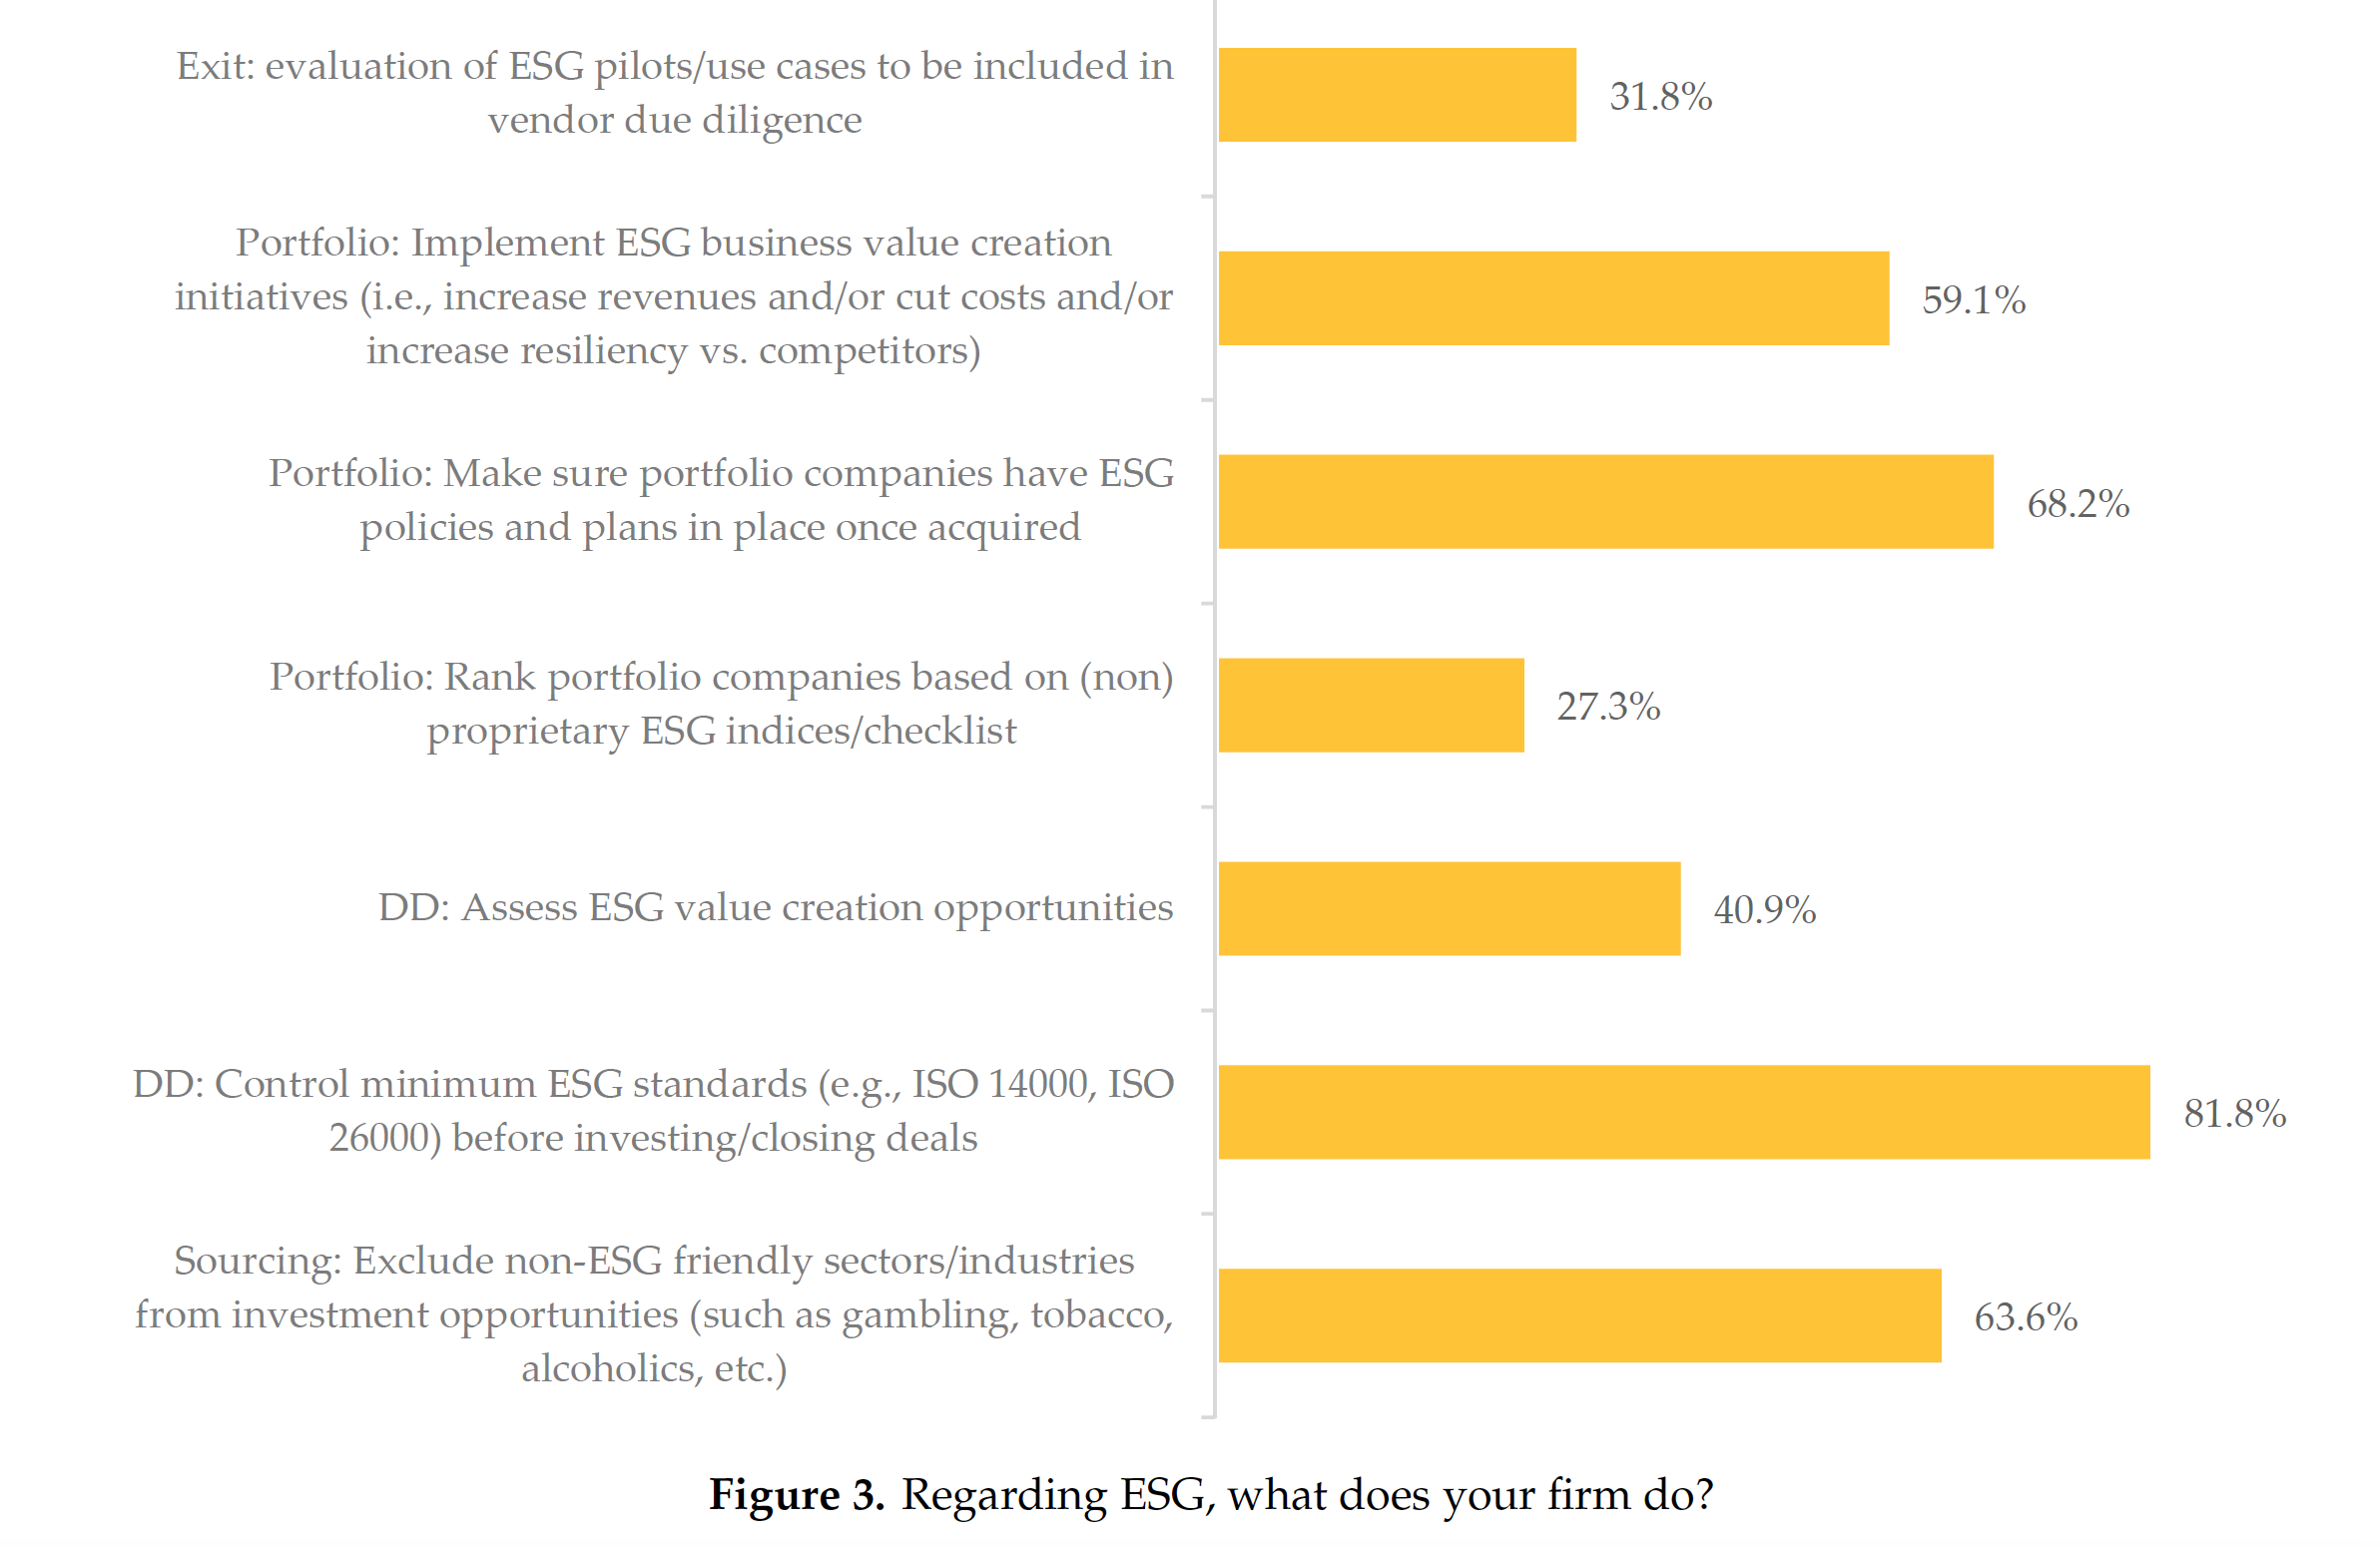 Exit: evaluation of ESG pilots/use cases to be included in
vendor due diligence
31.8%
Portfolio: Implement ESG business value creation
initiatives (i.e., increase revenues and/or cut costs and/or
increase resiliency vs. competitors)
59.1%
Portfolio: Make sure portfolio companies have ESG
policies and plans in place once acquired
68.2%
Portfolio: Rank portfolio companies based on (non)
proprietary ESG indices/checklist
27.3%
DD: Assess ESG value creation opportunities
40.9%
DD: Control minimum ESG standards (e.g., ISO 14000, ISO
26000) before investing/closing deals
81.8%
Sourcing: Exclude non-ESG friendly sectors/industries
from investment opportunities (such as gambling, tobacco,
alcoholics, etc.)
63.6%
Figure 3. Regarding ESG, what does your firm do?